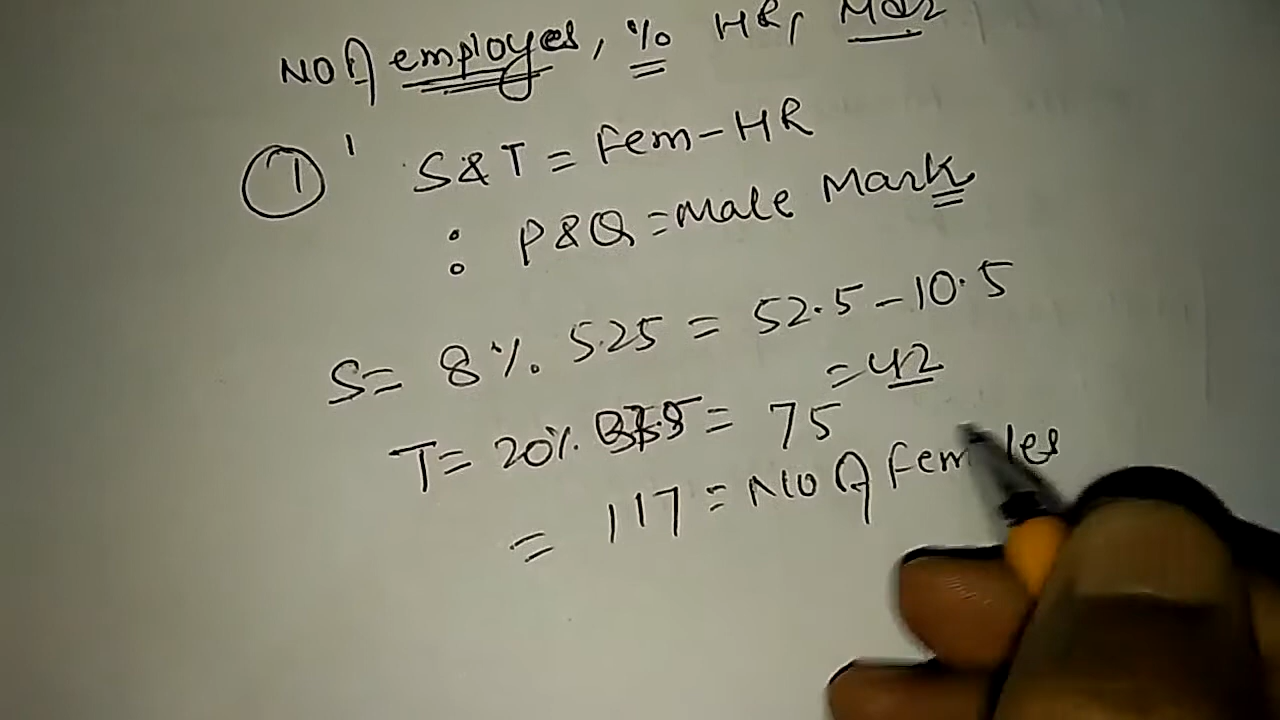 NO of employes, % HR, Mar
1 ' S&T = Fem-HR
: P&Q = Male Mark
S = 8 %. 525 = 52.5 - 10.5
= 42
T = 20%. = 75
= 117 = No of females